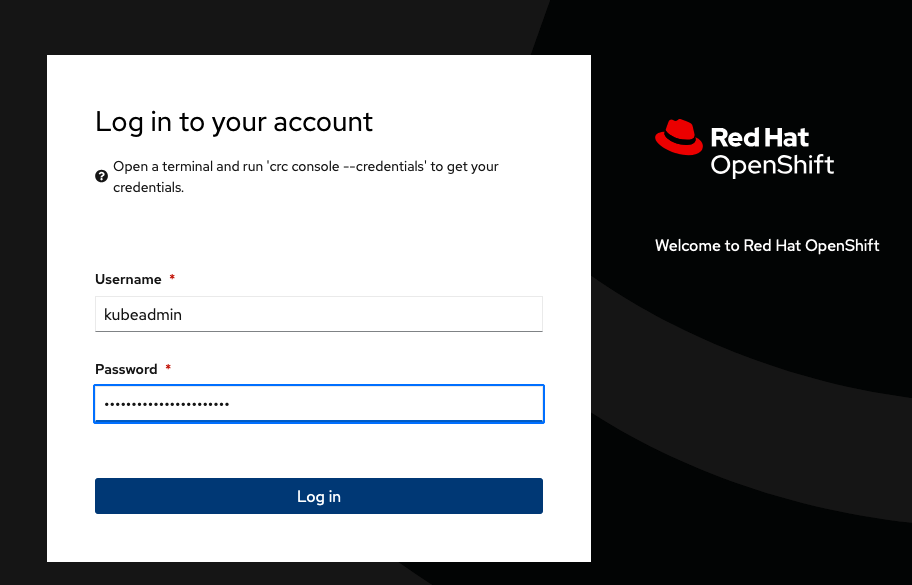 Log in to your account
Open a terminal and run 'crc console --credentials' to get your
credentials.
Username *
kubeadmin
Password *
•••••••••••••••••••••••
Log in
Red Hat
OpenShift
Welcome to Red Hat OpenShift